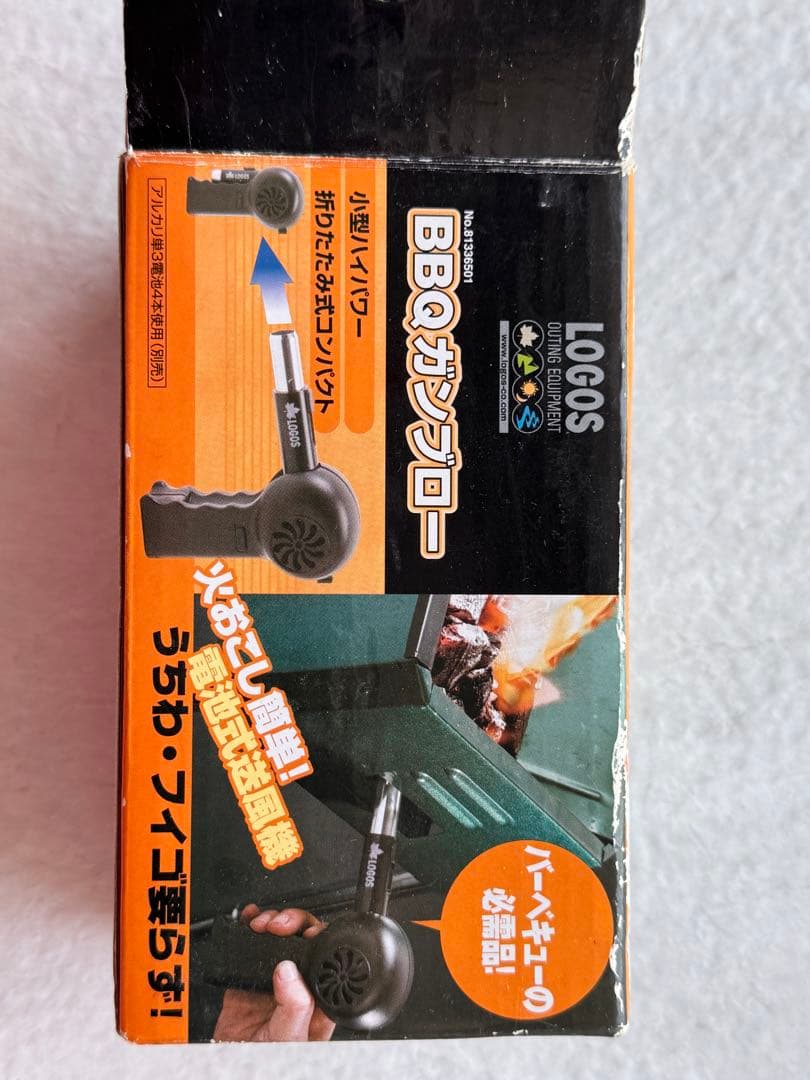 LOGOS
OUTING EQUIPMENT
www.logos-co.com
No.81336501
BBQガンブロー
小型ハイパワー
折りたたみ式コンパクト
LOGOS
LOGOS
アルカリ単3電池4本使用(別売)
火おこし簡単!
電池式送風機
バーベキューの
必需品!
LOGOS
うちわ・フイゴ要らず!